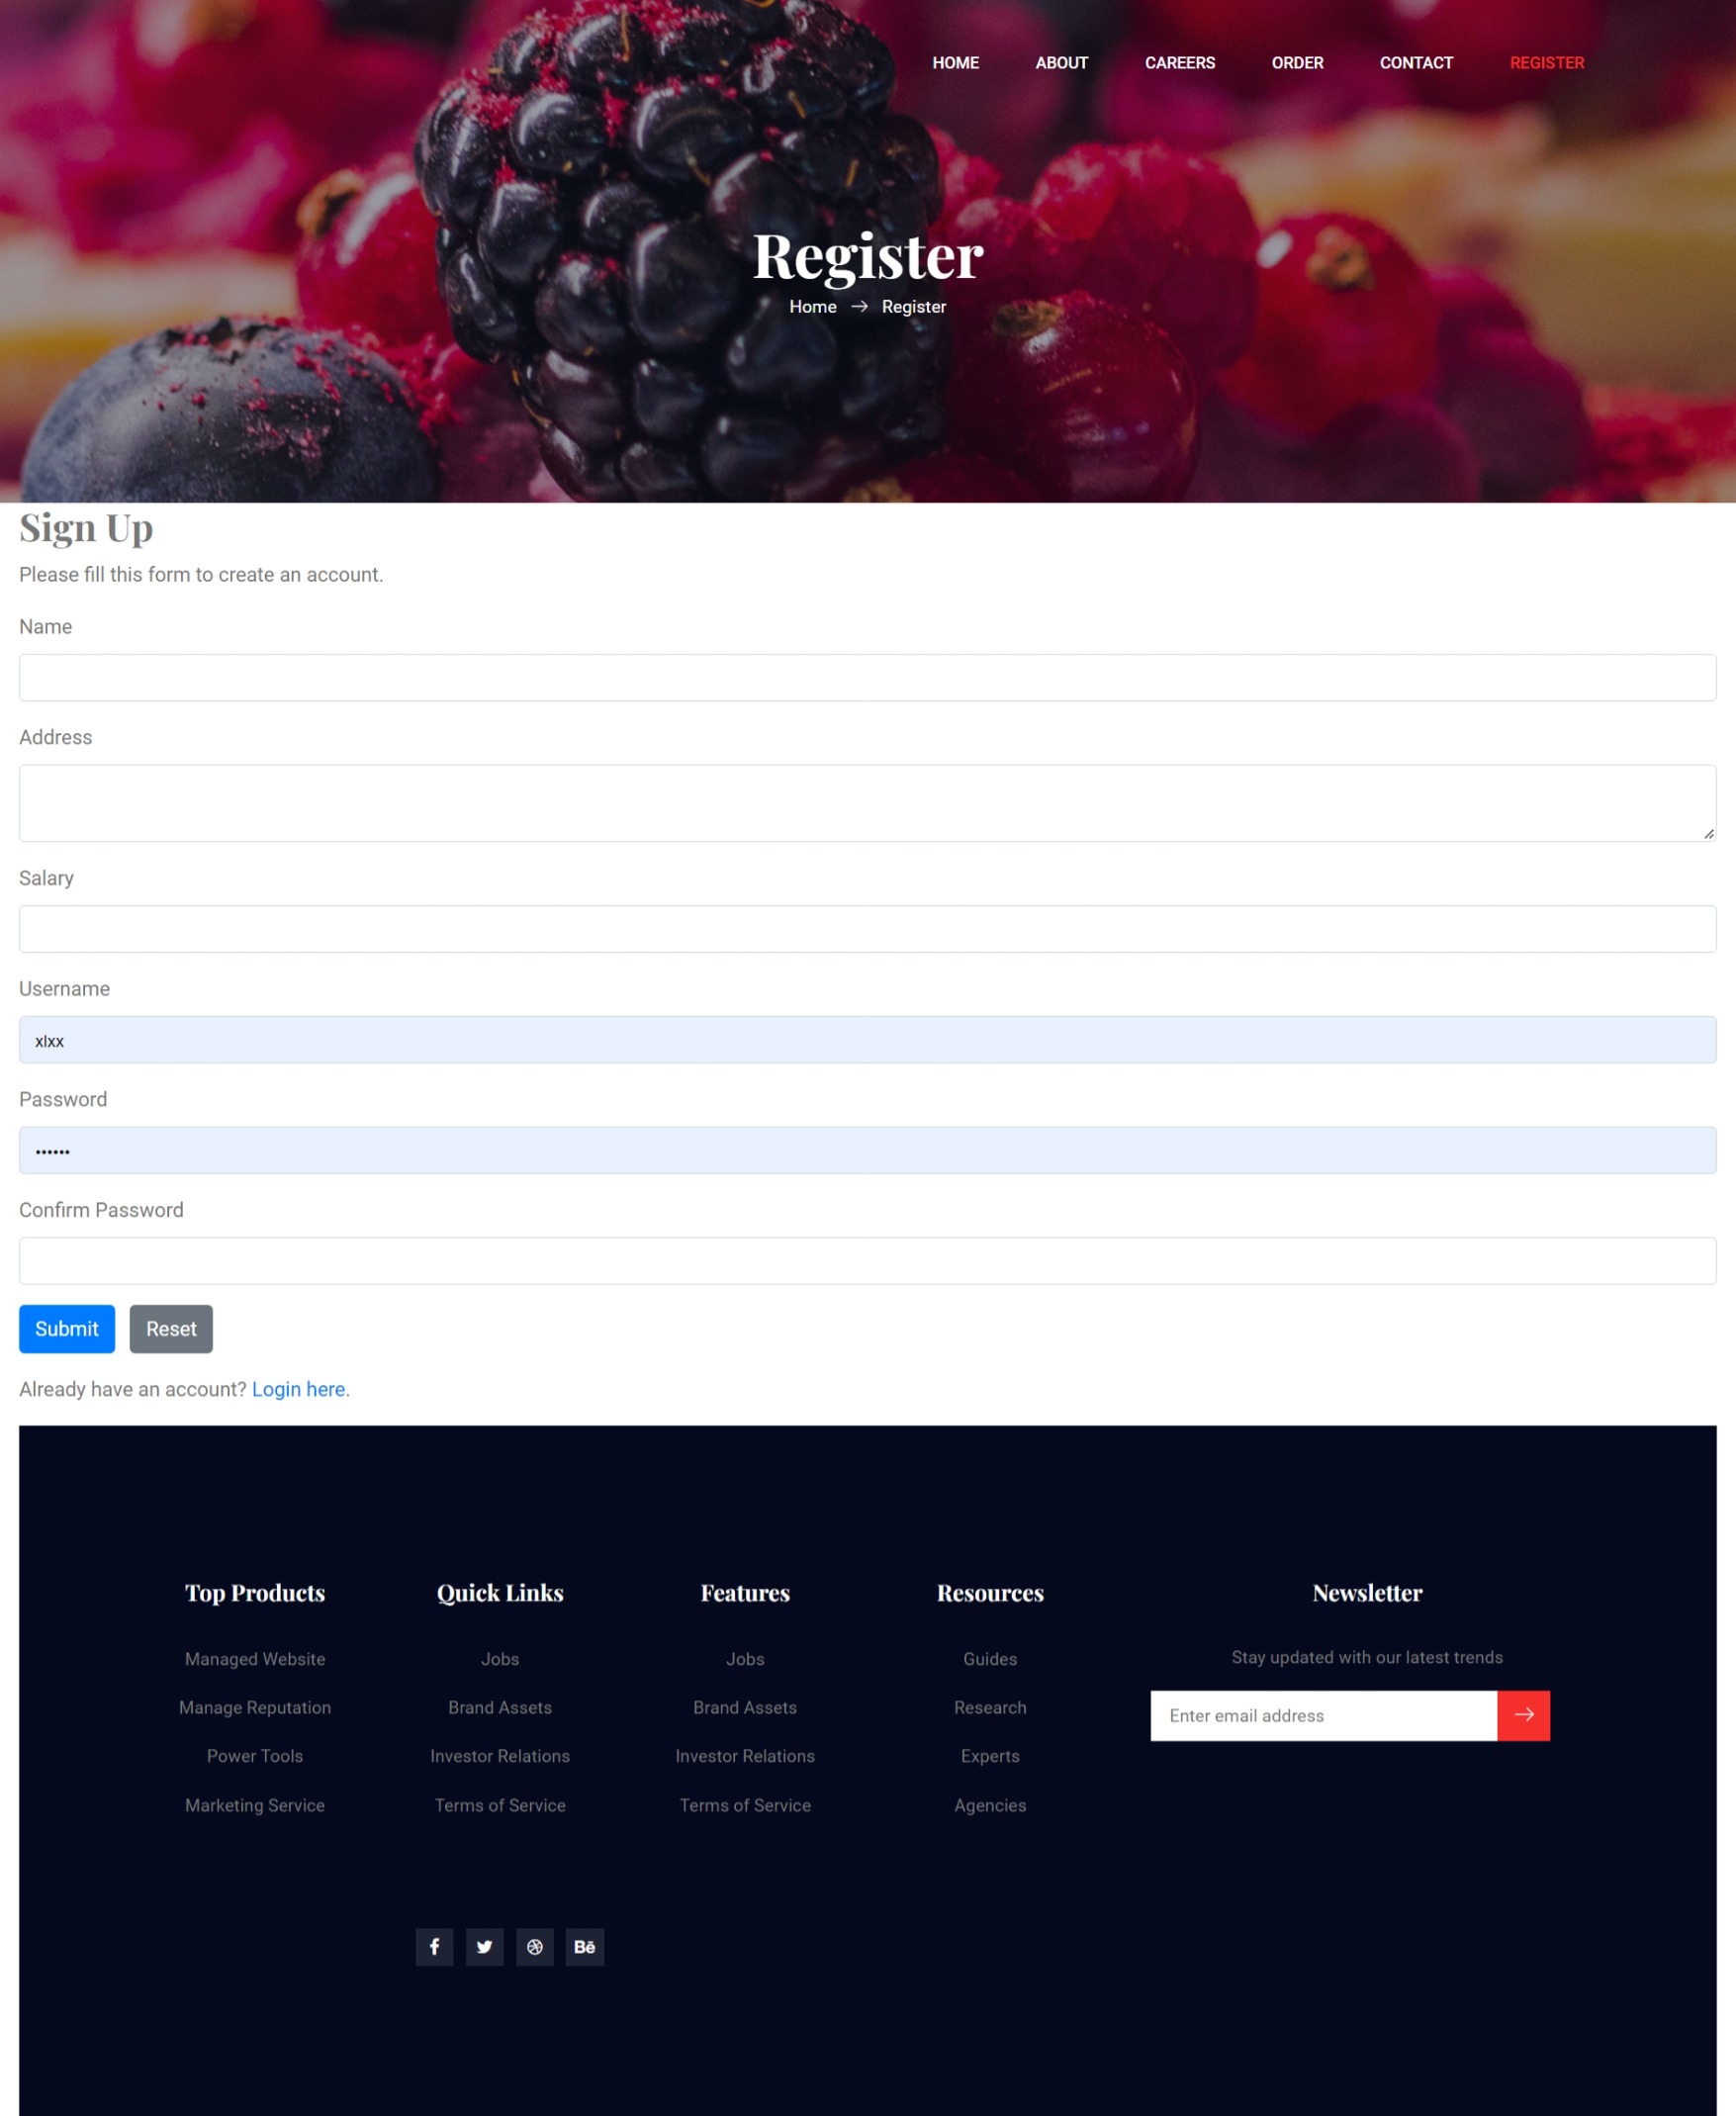 HOME ABOUT CAREERS ORDER CONTACT REGISTER
Register
Home → Register
Sign Up
Please fill this form to create an account.
Name
Address
Salary
Username
xlxx
Password
••••••
Confirm Password
Submit Reset
Already have an account? Login here.
Top Products
Managed Website
Manage Reputation
Power Tools
Marketing Service
Quick Links
Jobs
Brand Assets
Investor Relations
Terms of Service
Features
Jobs
Brand Assets
Investor Relations
Terms of Service
Resources
Guides
Research
Experts
Agencies
Newsletter
Stay updated with our latest trends
Enter email address
Bē